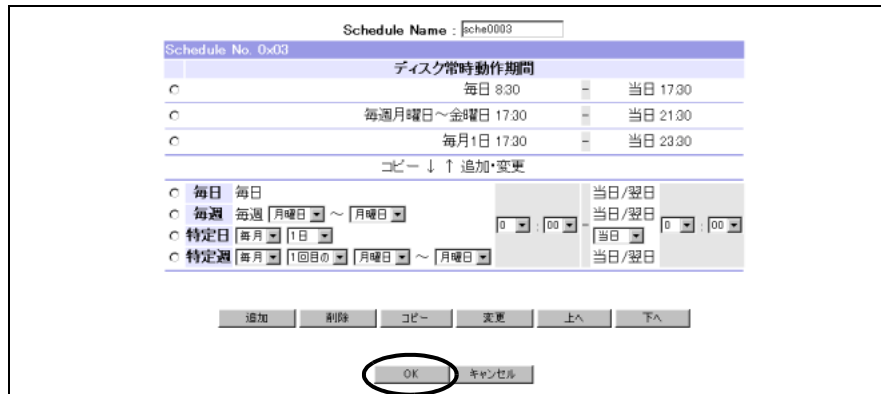 Schedule Name : sche0003
Schedule No. 0x03
ディスク常時動作期間
毎日 8:30 － 当日 17:30
毎週月曜日～金曜日 17:30 － 当日 21:30
毎月1日 17:30 － 当日 23:30
コピー ↓ ↑ 追加・変更
毎日 毎日 当日/翌日
毎週 毎週 月曜日 ～ 月曜日 当日/翌日
0 : 00 － 0 : 00
特定日 毎月 1日 当日
特定週 毎月 1回目の 月曜日 ～ 月曜日 当日/翌日
追加 削除 コピー 変更 上へ 下へ
OK キャンセル